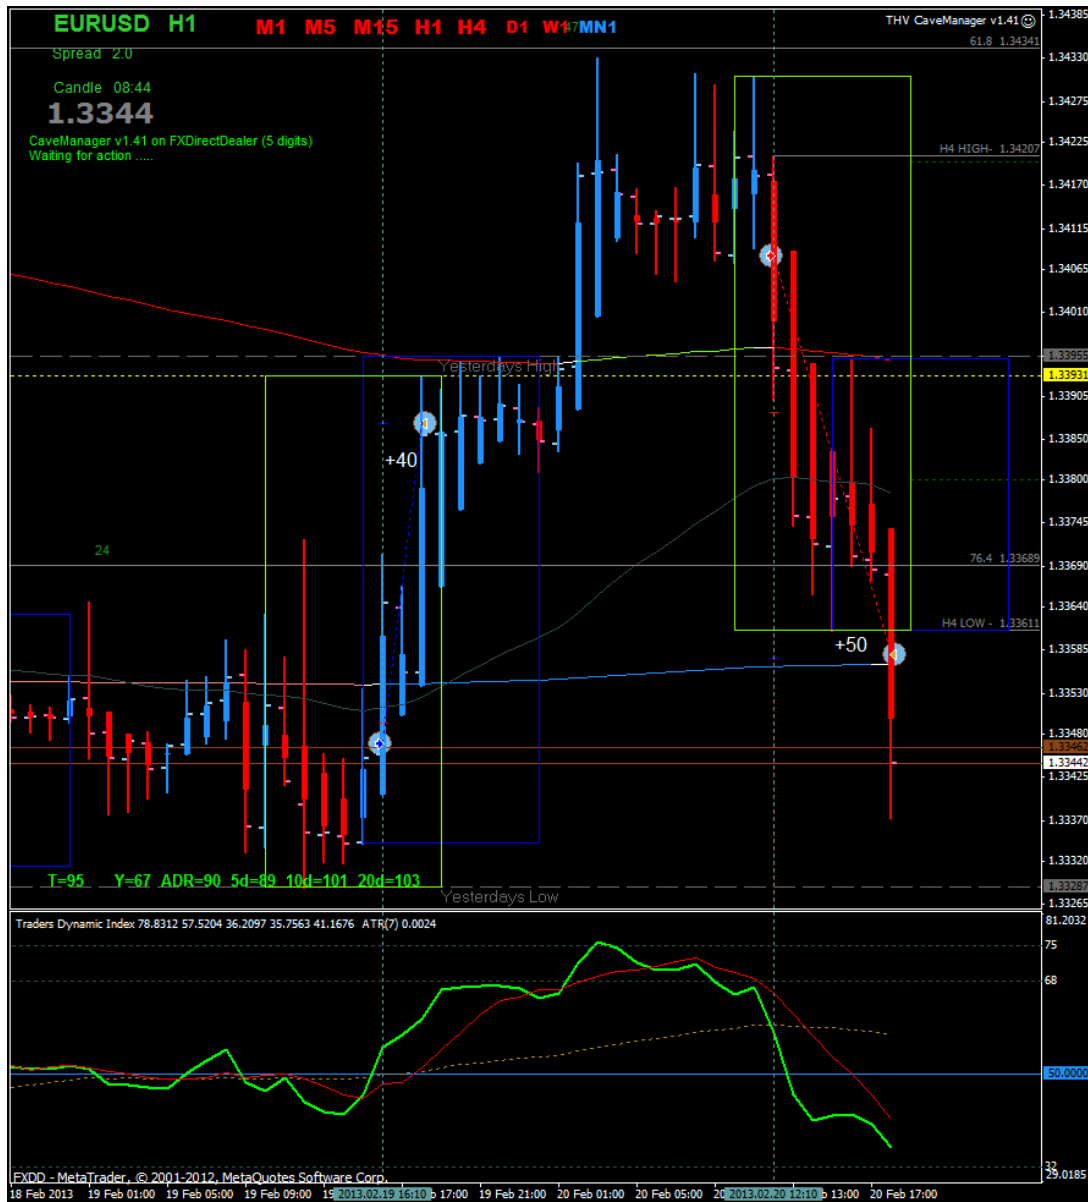 EURUSD H1 M1 M5 M15 H1 H4 D1 W1 47 MN1 THV CaveManager v1.41
Spread 2.0
Candle 08:44
1.3344
CaveManager v1.41 on FXDirectDealer (5 digits)
Waiting for action .....
61.8 1.34341
H4 HIGH- 1.34207
Yesterdays High
+40
24
76.4 1.33689
H4 LOW - 1.33611
+50
T=95 Y=67 ADR=90 5d=89 10d=101 20d=103
Yesterdays Low
1.34385
1.34330
1.34275
1.34225
1.34170
1.34115
1.34065
1.34010
1.33955
1.33931
1.33905
1.33850
1.33800
1.33745
1.33690
1.33640
1.33585
1.33530
1.33480
1.33462
1.33442
1.33425
1.33370
1.33320
1.33287
1.33265
Traders Dynamic Index 78.8312 57.5204 36.2097 35.7563 41.1676 ATR(7) 0.0024
81.2032
75
68
50.0000
32
29.0185
FXDD - MetaTrader, © 2001-2012, MetaQuotes Software Corp.
18 Feb 2013 19 Feb 01:00 19 Feb 05:00 19 Feb 09:00 2013.02.19 16:10 17:00 19 Feb 21:00 20 Feb 01:00 20 Feb 05:00 2013.02.20 12:10 13:00 20 Feb 17:00